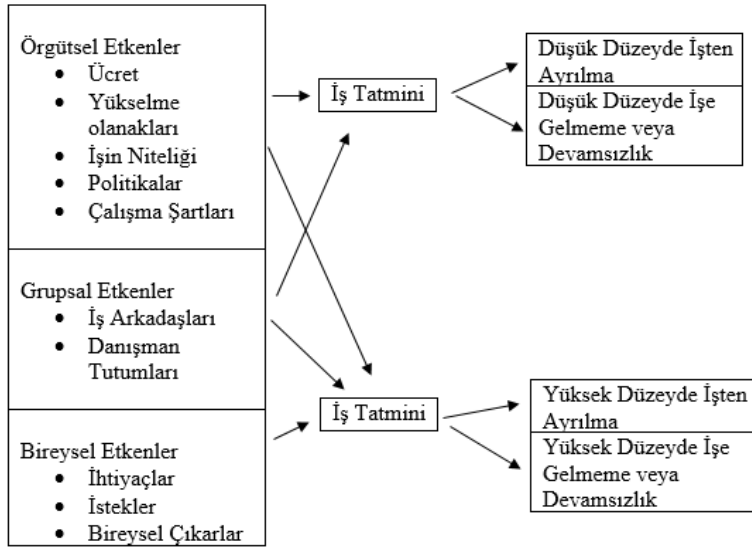 Örgütsel Etkenler
• Ücret
• Yükselme
olanakları
• İşin Niteliği
• Politikalar
• Çalışma Şartları
Grupsal Etkenler
• İş Arkadaşları
• Danışman
Tutumları
Bireysel Etkenler
• İhtiyaçlar
• İstekler
• Bireysel Çıkarlar
İş Tatmini
İş Tatmini
Düşük Düzeyde İşten
Ayrılma
Düşük Düzeyde İşe
Gelmeme veya
Devamsızlık
Yüksek Düzeyde İşten
Ayrılma
Yüksek Düzeyde İşe
Gelmeme veya
Devamsızlık